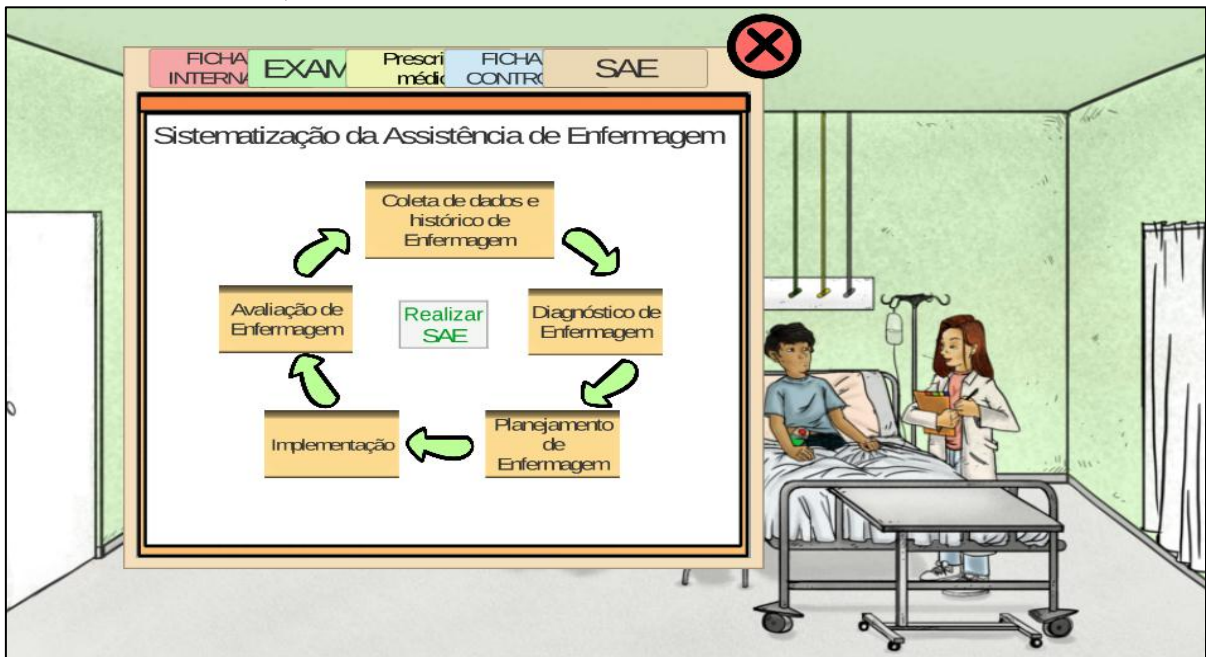 FICHA
INTERNA
EXAM
Prescri
médic
FICHA
CONTRO
SAE
Sistematização da Assistência de Enfermagem
Coleta de dados e
histórico de
Enfermagem
Avaliação de
Enfermagem
Realizar
SAE
Diagnóstico de
Enfermagem
Implementação
Planejamento
de
Enfermagem